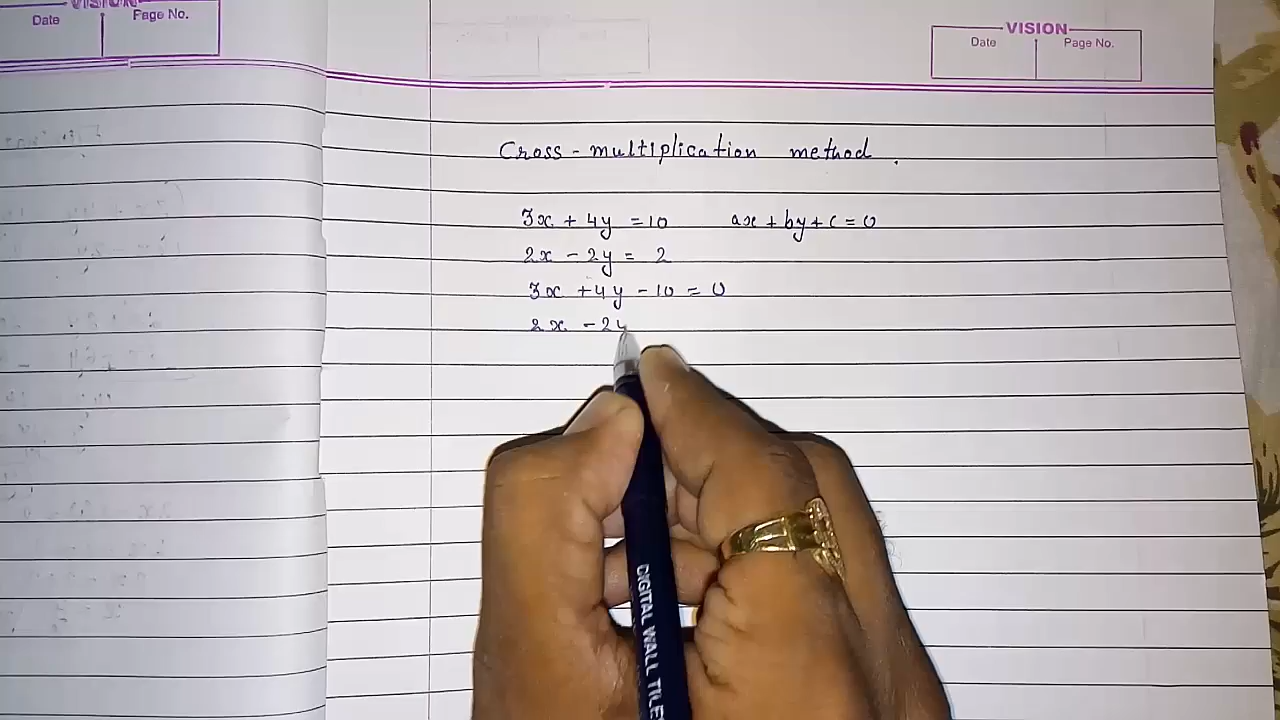 VISION
Date Page No.
VISION
Date Page No.
Cross-multiplication method.
3x + 4y = 10 ax + by + c = 0
2x - 2y = 2
3x + 4y - 10 = 0
2x - 2y
DIGITAL WALL TILE